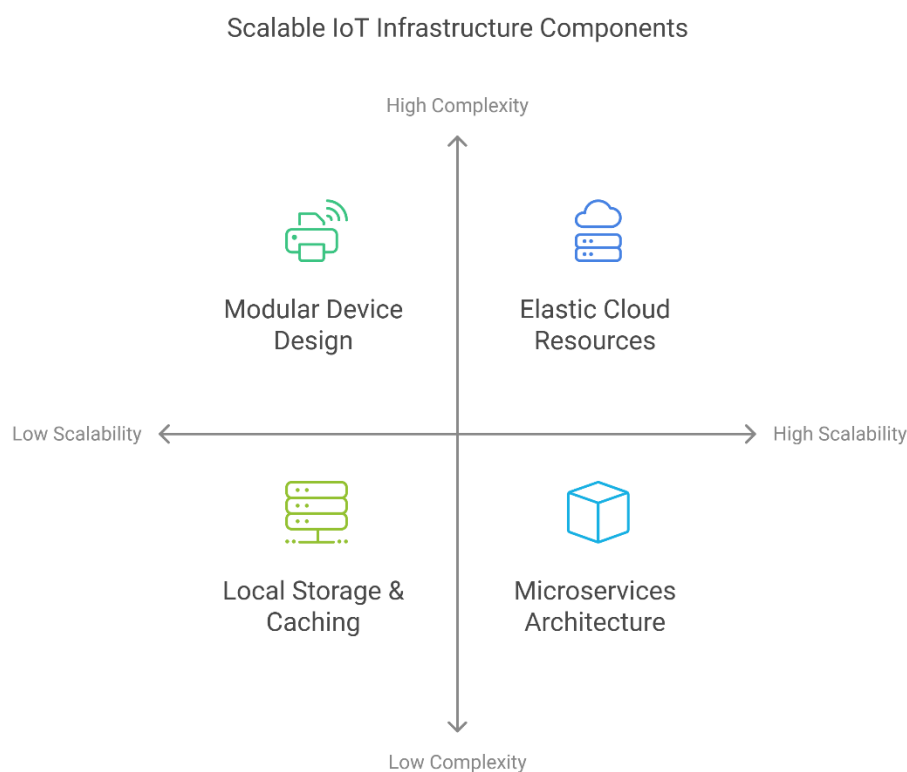 Scalable IoT Infrastructure Components
High Complexity
Modular Device
Design
Elastic Cloud
Resources
Low Scalability
High Scalability
Local Storage &
Caching
Microservices
Architecture
Low Complexity